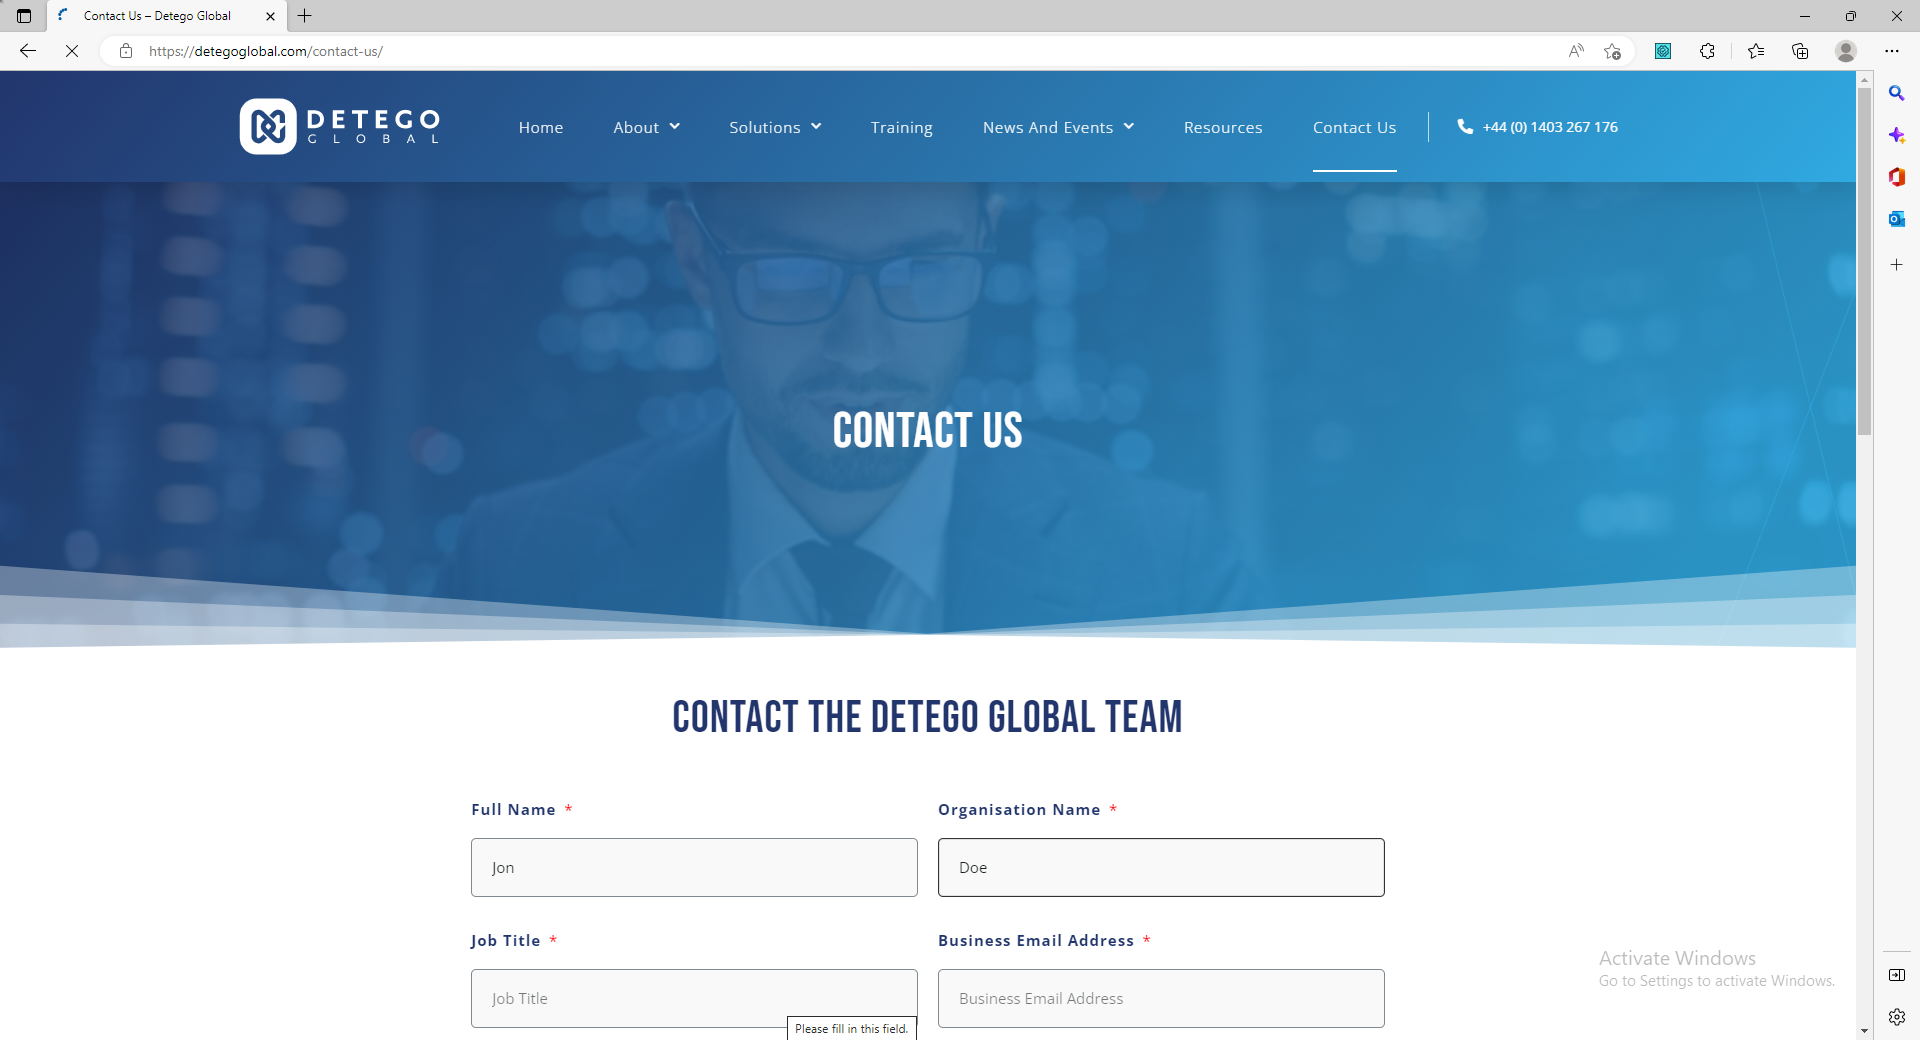 Contact Us – Detego Global
https://detegoglobal.com/contact-us/
DETEGO
GLOBAL
Home
About
Solutions
Training
News And Events
Resources
Contact Us
+44 (0) 1403 267 176
CONTACT US
CONTACT THE DETEGO GLOBAL TEAM
Full Name *
Organisation Name *
Jon
Doe
Job Title *
Business Email Address *
Job Title
Business Email Address
Please fill in this field.
Activate Windows
Go to Settings to activate Windows.